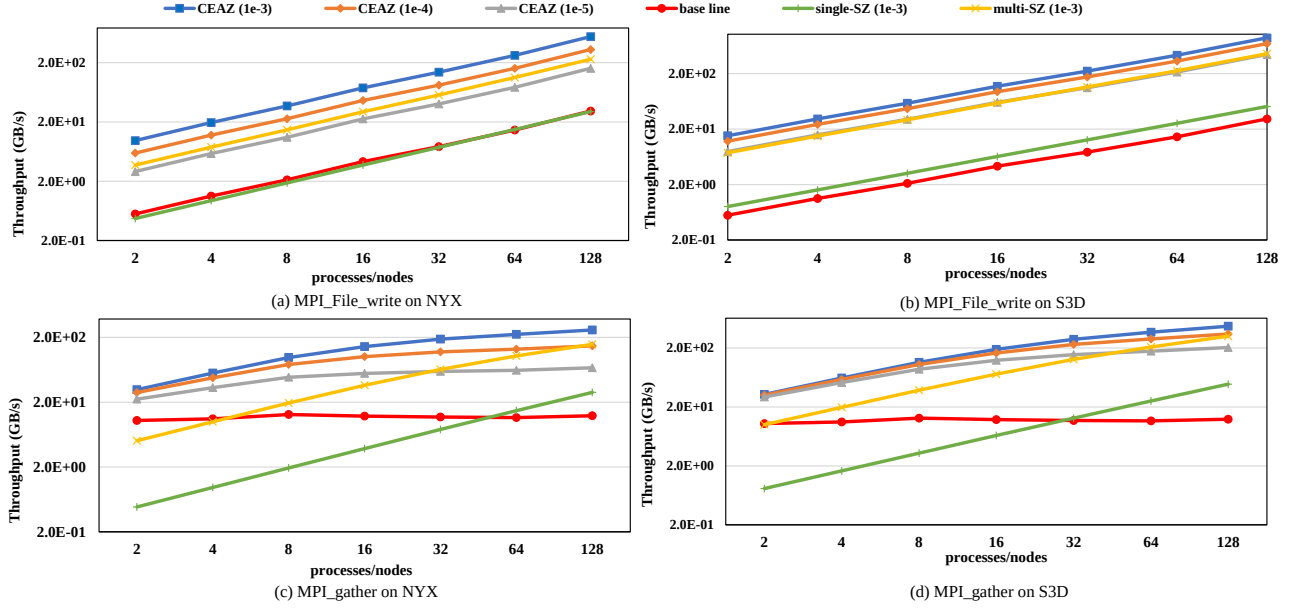 CEAZ (1e-3) CEAZ (1e-4) CEAZ (1e-5) base line single-SZ (1e-3) multi-SZ (1e-3)
Throughput (GB/s)
2.0E+02
2.0E+01
2.0E+00
2.0E-01
2 4 8 16 32 64 128
processes/nodes
(a) MPI_File_write on NYX
Throughput (GB/s)
2.0E+02
2.0E+01
2.0E+00
2.0E-01
2 4 8 16 32 64 128
processes/nodes
(b) MPI_File_write on S3D
Throughput (GB/s)
2.0E+02
2.0E+01
2.0E+00
2.0E-01
2 4 8 16 32 64 128
processes/nodes
(c) MPI_gather on NYX
Throughput (GB/s)
2.0E+02
2.0E+01
2.0E+00
2.0E-01
2 4 8 16 32 64 128
processes/nodes
(d) MPI_gather on S3D